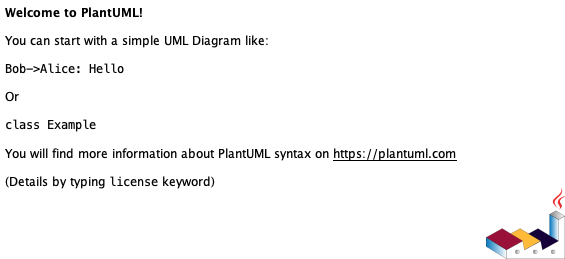 Welcome to PlantUML!
You can start with a simple UML Diagram like:
Bob->Alice: Hello
Or
class Example
You will find more information about PlantUML syntax on https://plantuml.com
(Details by typing license keyword)